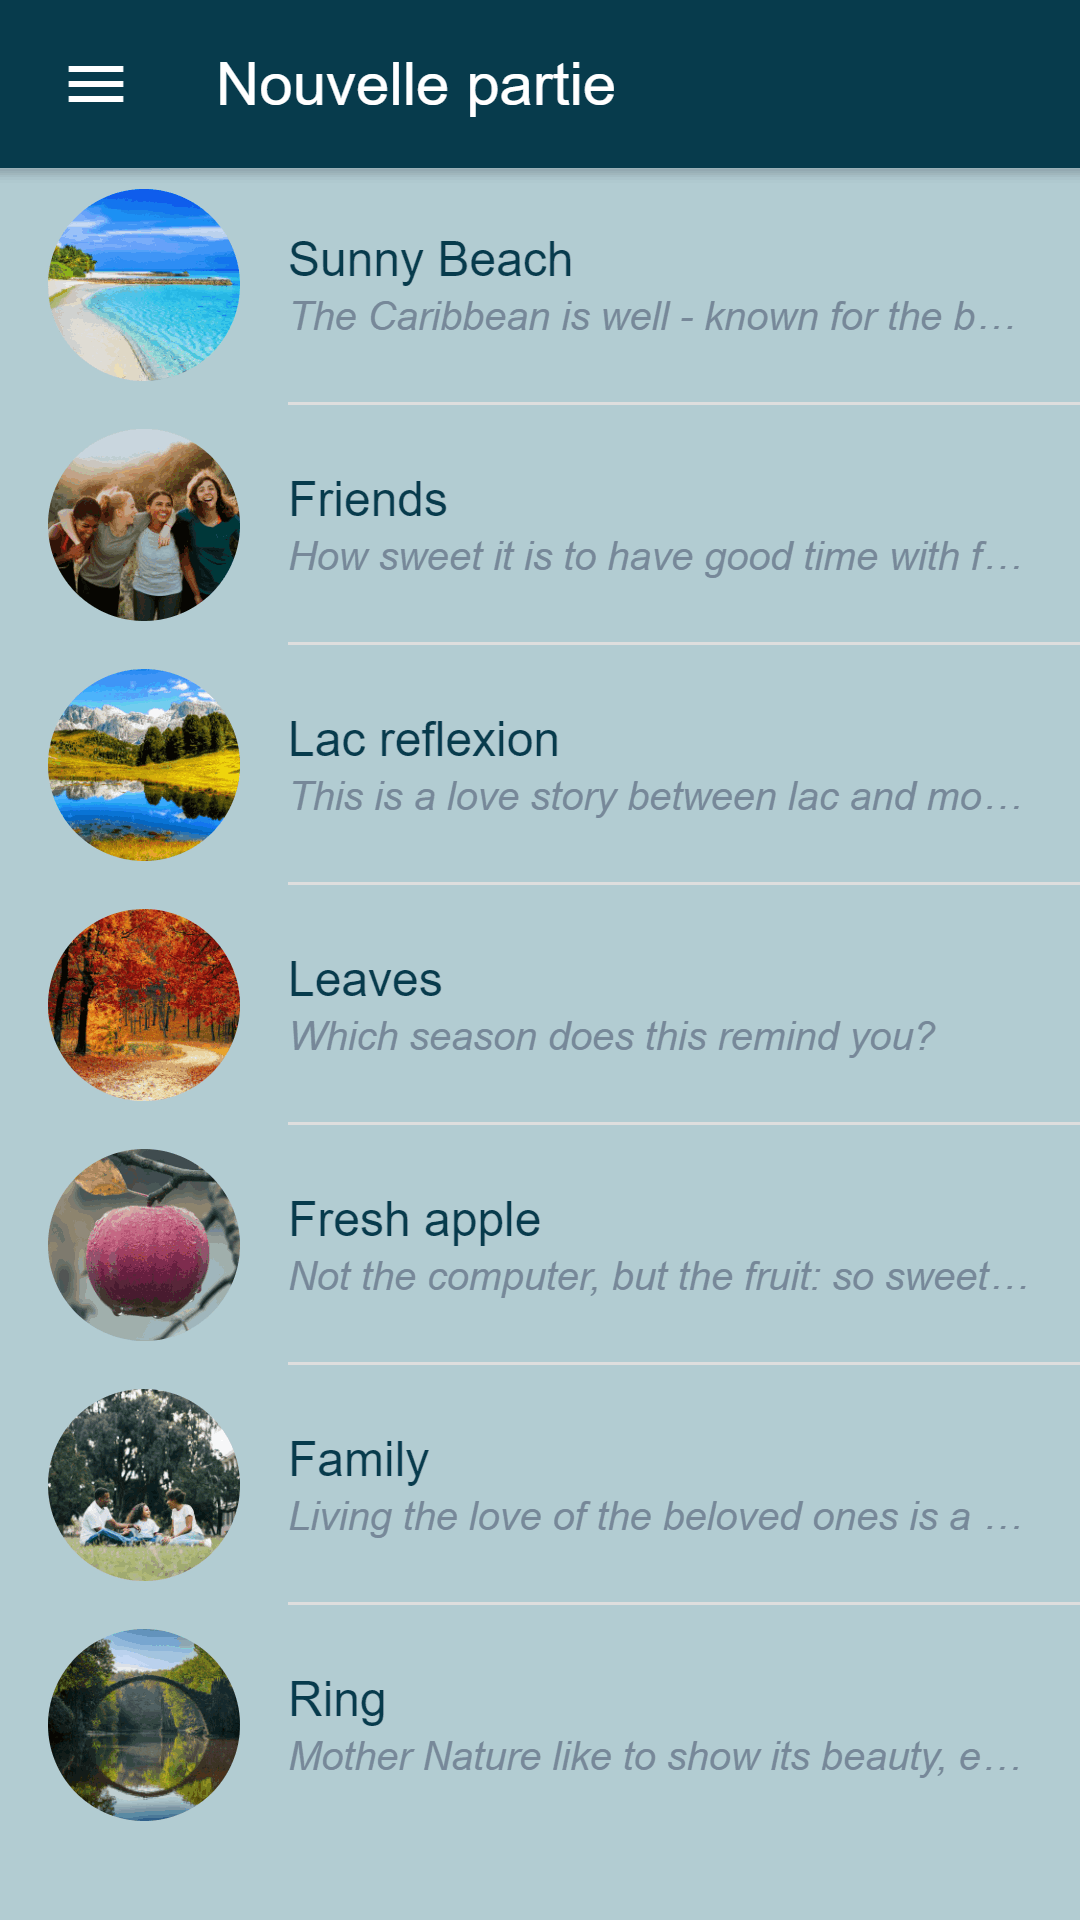 Nouvelle partie
Sunny Beach
The Caribbean is well - known for the b...
Friends
How sweet it is to have good time with f...
Lac reflexion
This is a love story between lac and mo...
Leaves
Which season does this remind you?
Fresh apple
Not the computer, but the fruit: so sweet...
Family
Living the love of the beloved ones is a ...
Ring
Mother Nature like to show its beauty, e...